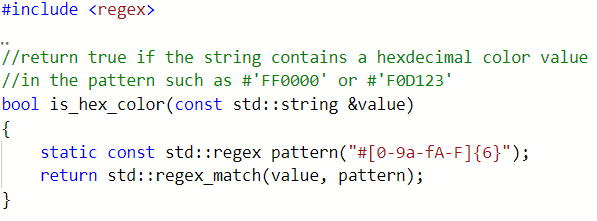 #include <regex>
//return true if the string contains a hexdecimal color value
//in the pattern such as #'FF0000' or #'F0D123'
bool is_hex_color(const std::string &value)
{
    static const std::regex pattern("#[0-9a-fA-F]{6}");
    return std::regex_match(value, pattern);
}